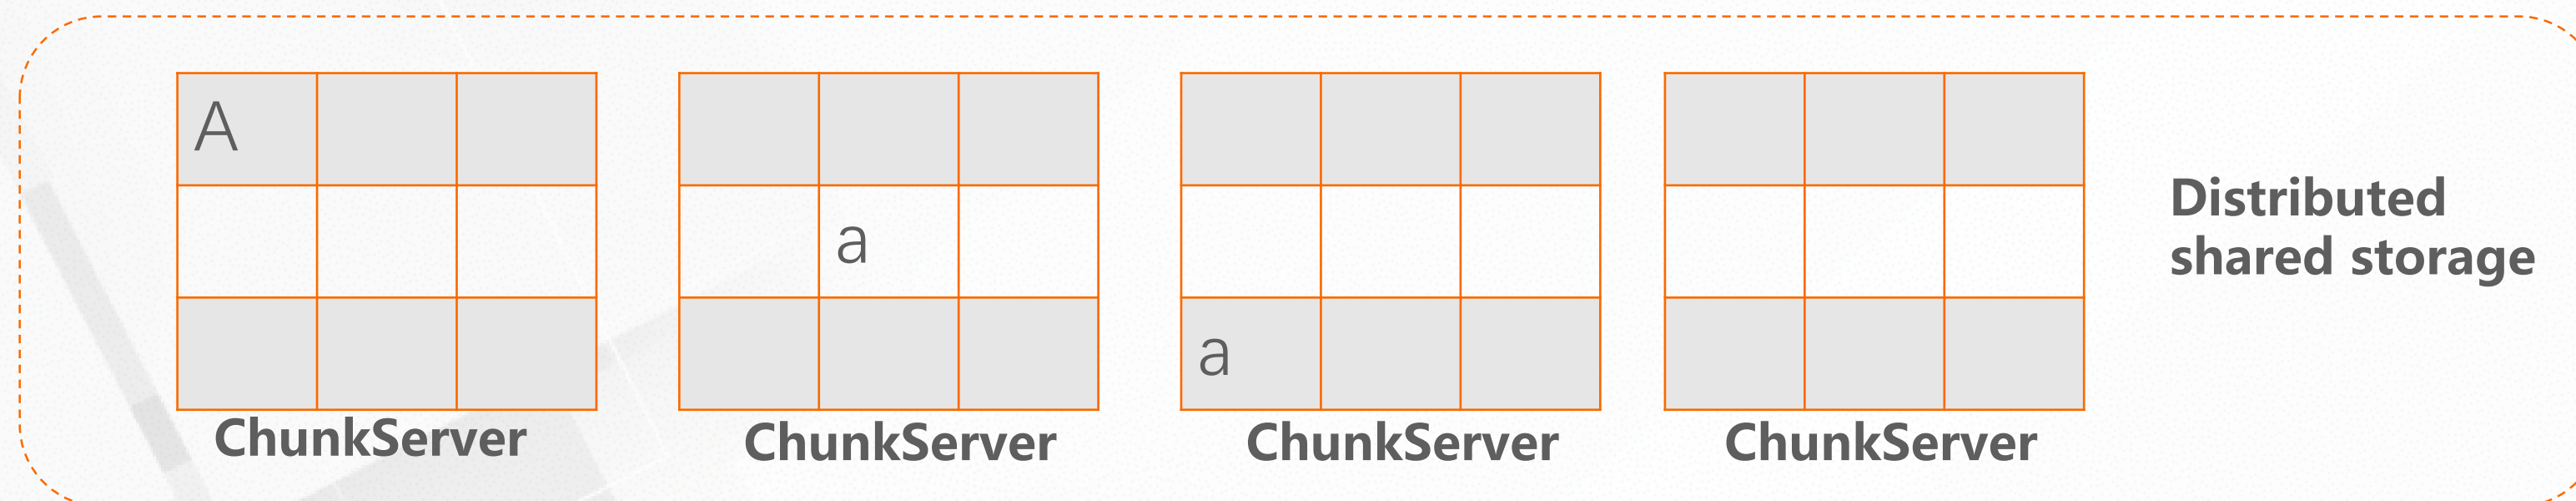 A
a
a
Distributed
shared storage
ChunkServer
ChunkServer
ChunkServer
ChunkServer